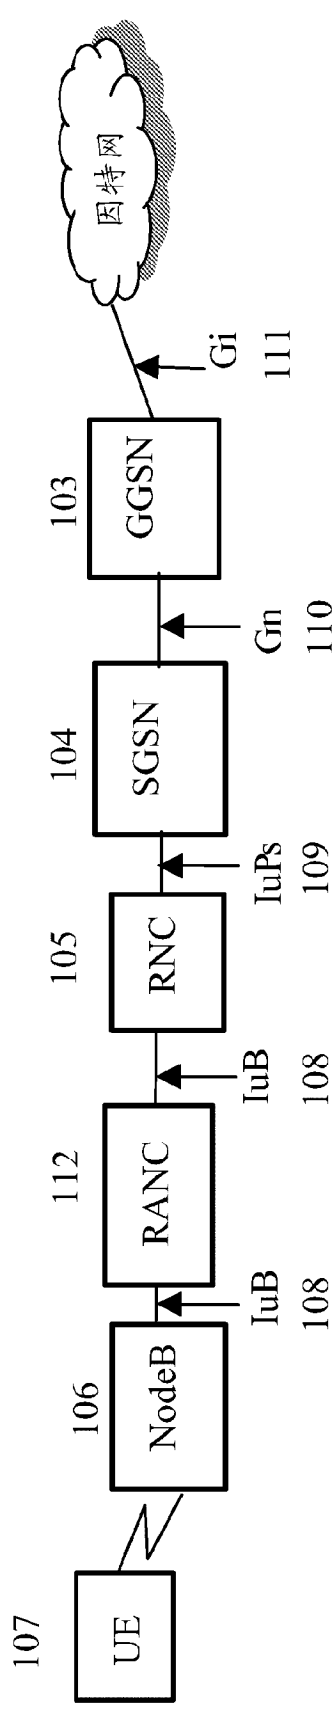 107
106
112
105
104
103
UE
NodeB
RANC
RNC
SGSN
GGSN
因特网
IuB
IuB
IuPs
Gn
Gi
108
108
109
110
111